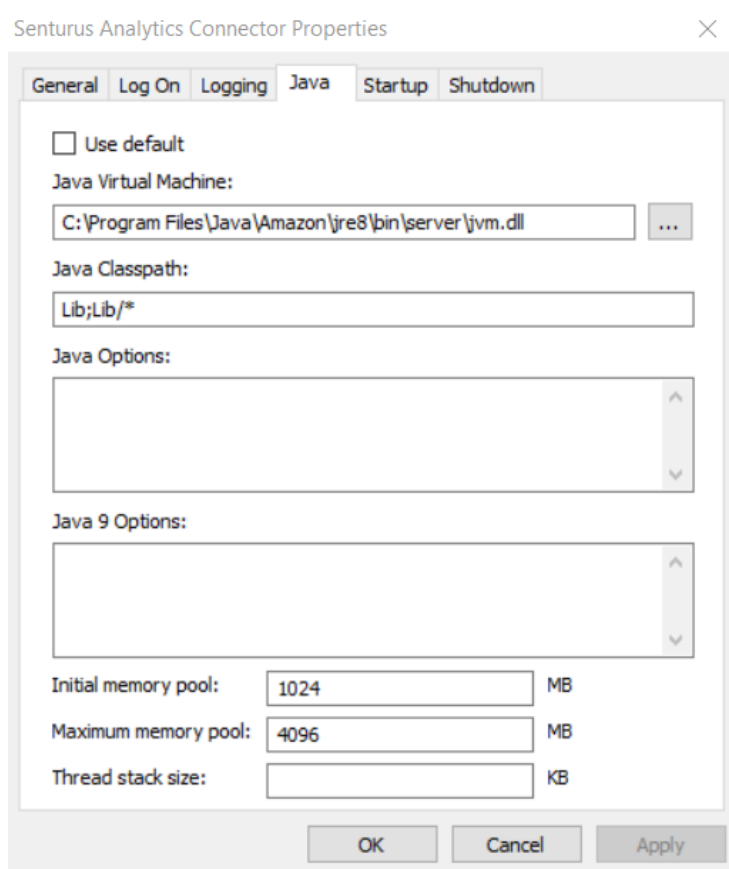 Senturus Analytics Connector Properties
General Log On Logging Java Startup Shutdown
Use default
Java Virtual Machine:
C:\Program Files\Java\Amazon\jre8\bin\server\jvm.dll ...
Java Classpath:
Lib;Lib/*
Java Options:
Java 9 Options:
Initial memory pool: 1024 MB
Maximum memory pool: 4096 MB
Thread stack size: KB
OK Cancel Apply